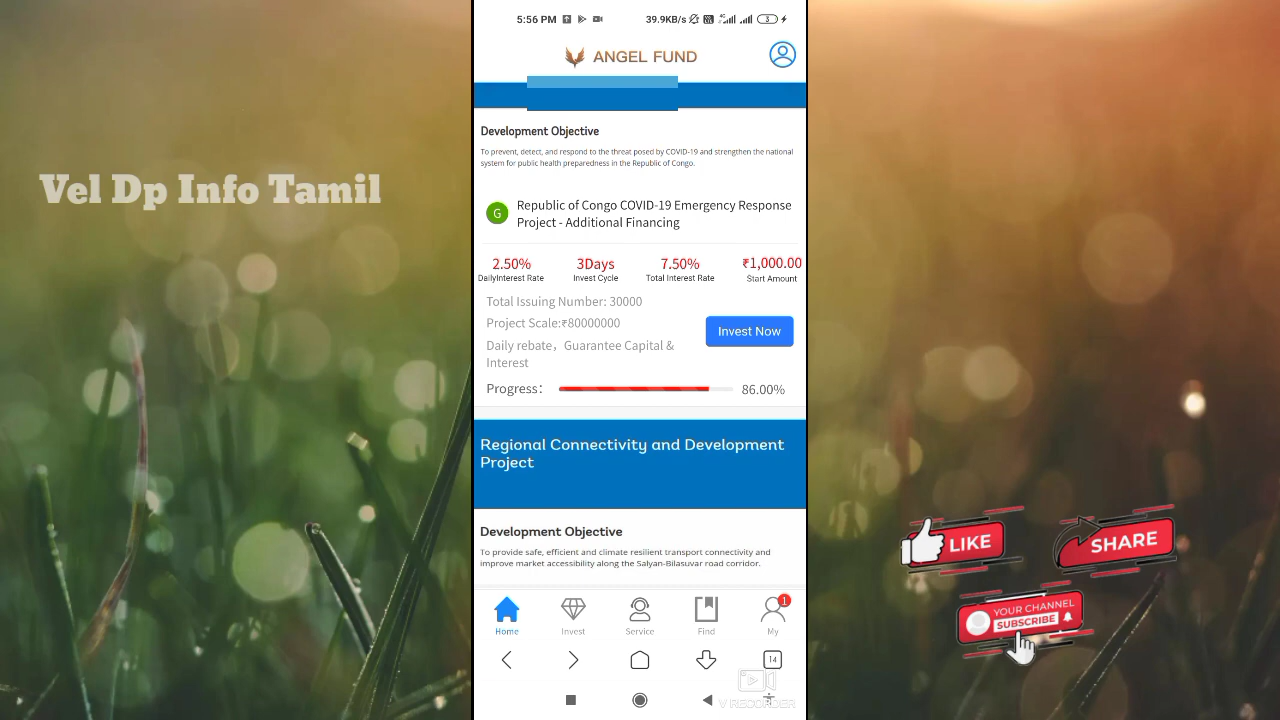 5:56 PM
39.9KB/s
4G
3
ANGEL FUND
Vel Dp Info Tamil
Development Objective
To prevent, detect, and respond to the threat posed by COVID-19 and strengthen the national
system for public health preparedness in the Republic of Congo.
G
Republic of Congo COVID-19 Emergency Response
Project - Additional Financing
2.50% 3Days 7.50% ₹1,000.00
DailyInterest Rate Invest Cycle Total Interest Rate Start Amount
Total Issuing Number: 30000
Project Scale:₹80000000
Invest Now
Daily rebate，Guarantee Capital &
Interest
Progress： 86.00%
Regional Connectivity and Development
Project
Development Objective
To provide safe, efficient and climate resilient transport connectivity and
improve market accessibility along the Salyan-Bilasuvar road corridor.
1
Home Invest Service Find My
14
V RECORDER
LIKE
SHARE
YOUR CHANNEL
SUBSCRIBE